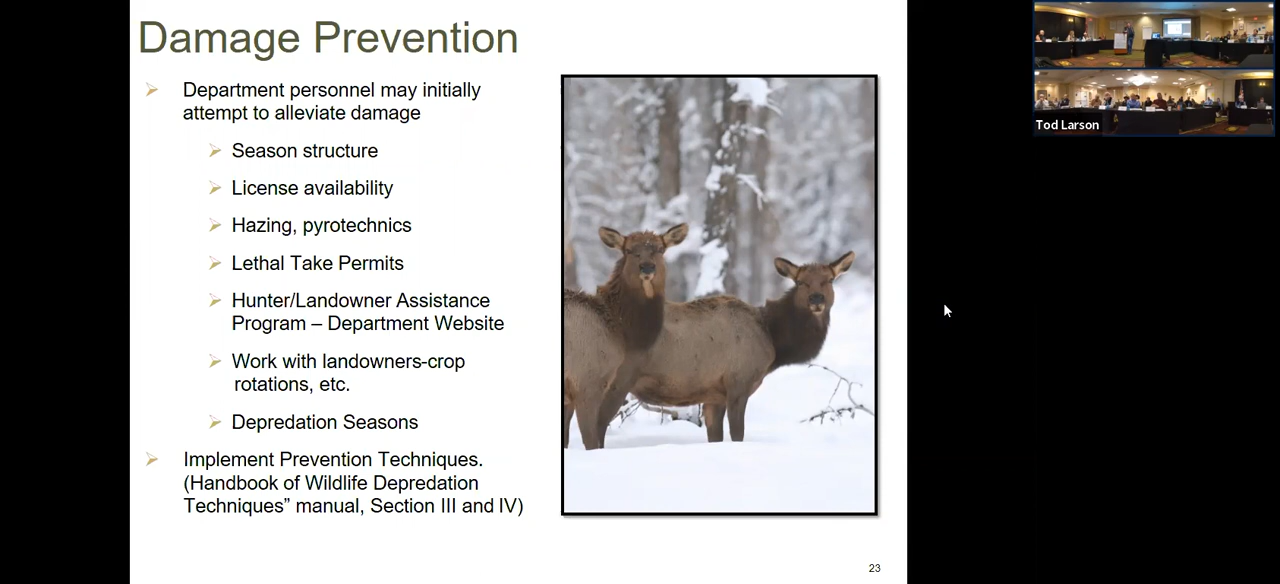 Damage Prevention
Department personnel may initially
attempt to alleviate damage
Season structure
License availability
Hazing, pyrotechnics
Lethal Take Permits
Hunter/Landowner Assistance
Program – Department Website
Work with landowners-crop
rotations, etc.
Depredation Seasons
Implement Prevention Techniques.
(Handbook of Wildlife Depredation
Techniques” manual, Section III and IV)
23
Tod Larson